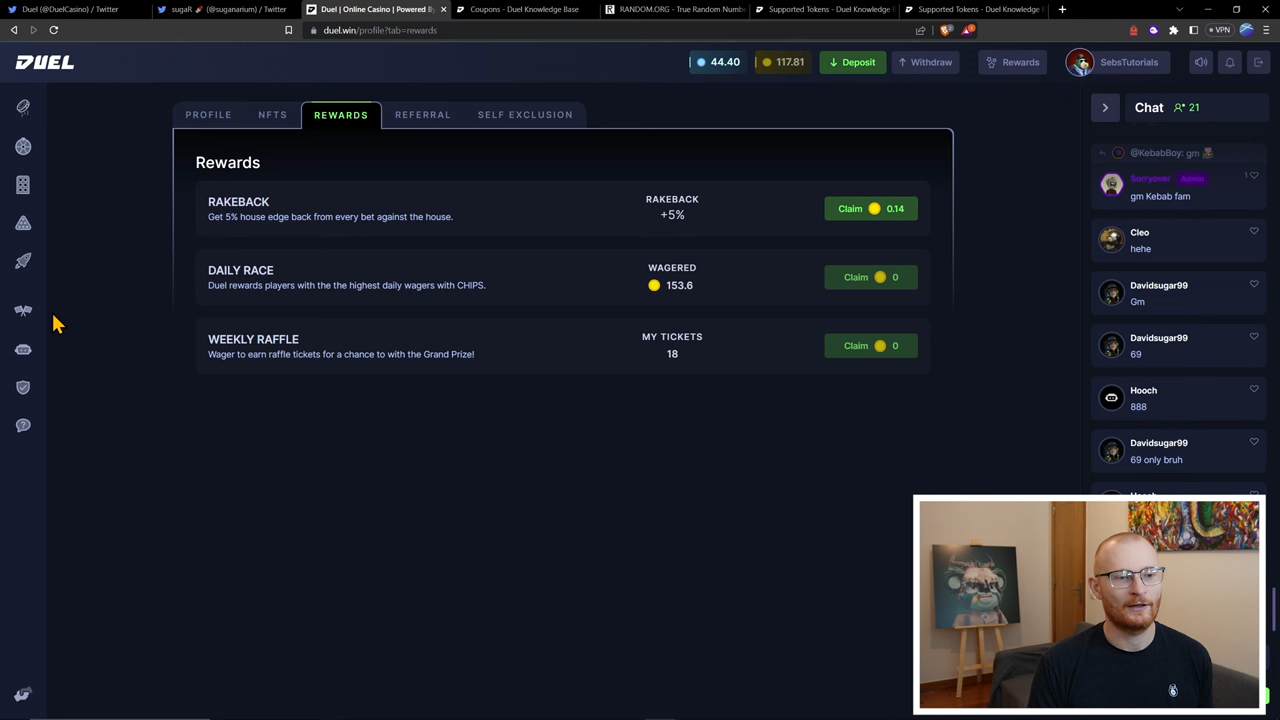 Duel (@DuelCasino) / Twitter
sugaR 🚀 (@suganarium) / Twitter
Duel | Online Casino | Powered By
Coupons - Duel Knowledge Base
RANDOM.ORG - True Random Numb
Supported Tokens - Duel Knowledge
Supported Tokens - Duel Knowledge
duel.win/profile?tab=rewards
VPN
DUEL
44.40
117.81
Deposit
Withdraw
Rewards
SebsTutorials
PROFILE
NFTS
REWARDS
REFERRAL
SELF EXCLUSION
Chat
21
Rewards
RAKEBACK
Get 5% house edge back from every bet against the house.
RAKEBACK
+5%
Claim 0.14
DAILY RACE
Duel rewards players with the the highest daily wagers with CHIPS.
WAGERED
153.6
Claim 0
WEEKLY RAFFLE
Wager to earn raffle tickets for a chance to with the Grand Prize!
MY TICKETS
18
Claim 0
@KebabBoy: gm
Sorryover Admin
1
gm Kebab fam
Cleo
hehe
Davidsugar99
Gm
Davidsugar99
69
Hooch
888
Davidsugar99
69 only bruh